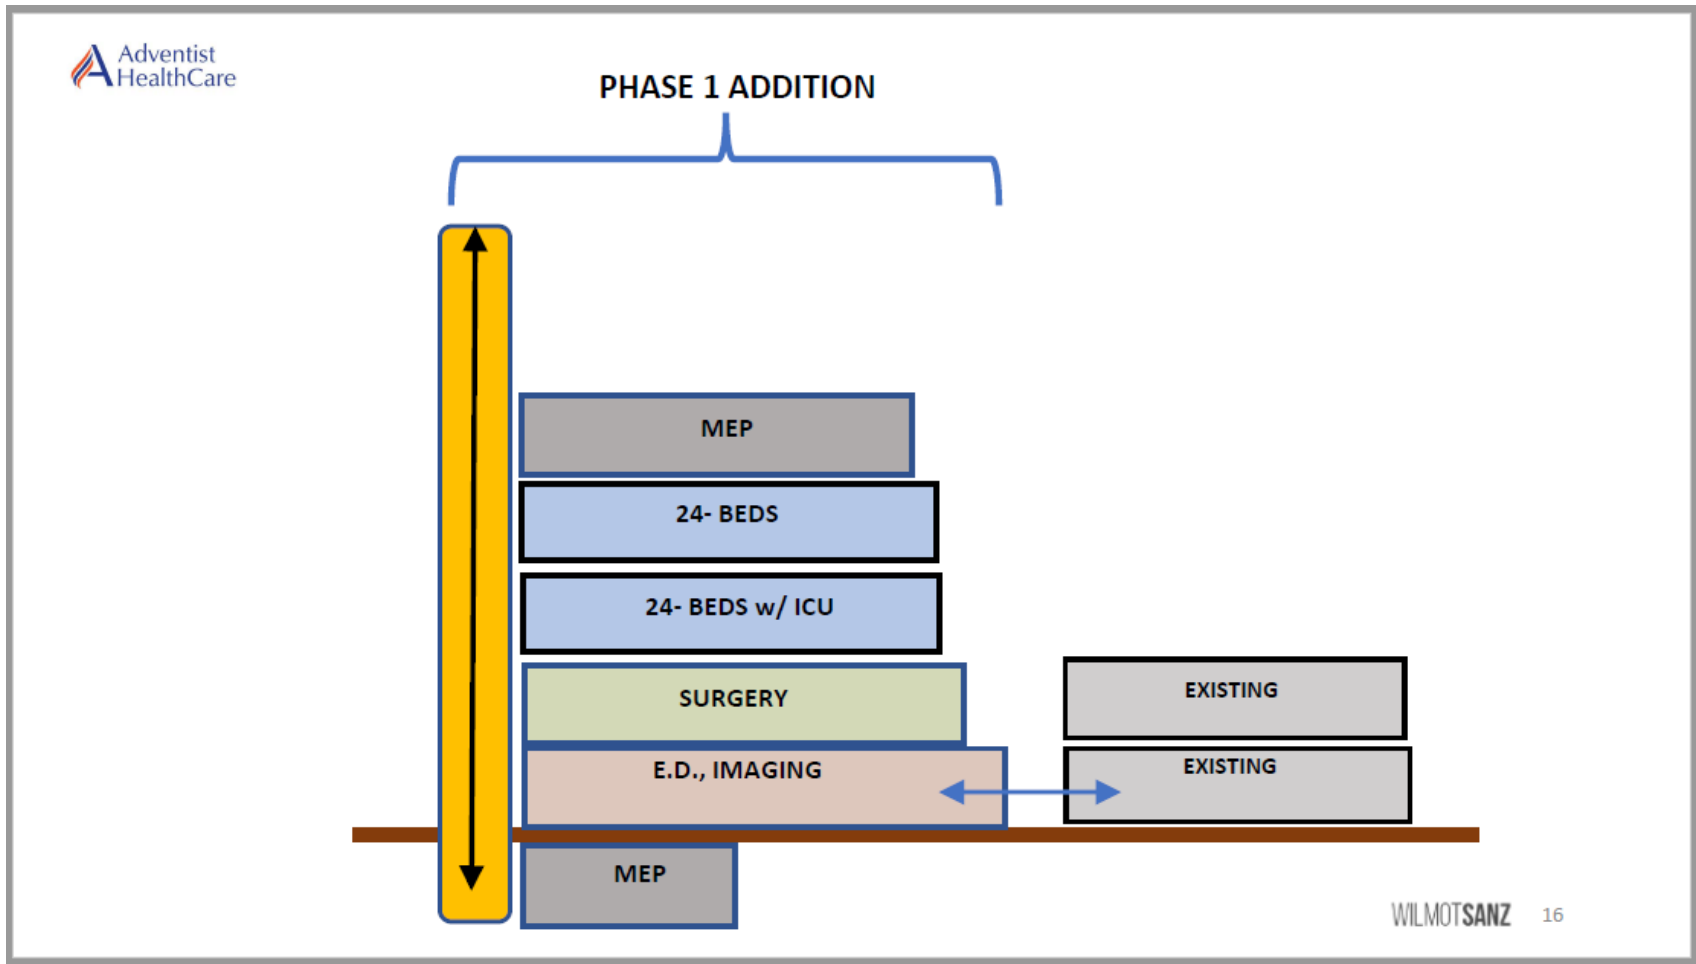 Adventist
HealthCare
PHASE 1 ADDITION
MEP
24- BEDS
24- BEDS w/ ICU
SURGERY
EXISTING
E.D., IMAGING
EXISTING
MEP
WILMOTSANZ 16